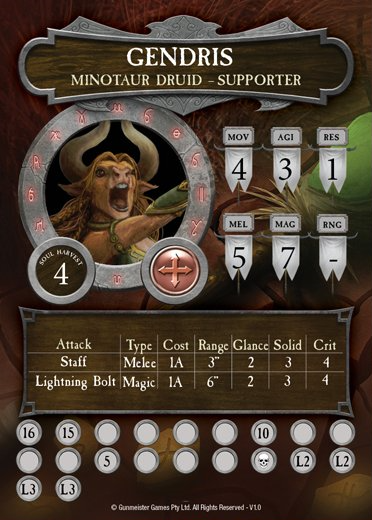 GENDRIS
MINOTAUR DRUID – SUPPORTER
MOV AGI RES
4 3 1
MEL MAG RNG
5 7 -
SOUL HARVEST
4
Attack Type Cost Range Glance Solid Crit
Staff Melee 1A 3" 2 3 4
Lightning Bolt Magic 1A 6" 2 3 4
16 15 10
5 L2 L2
L3 L3
© Gunmeister Games Pty Ltd. All Rights Reserved - V1.0